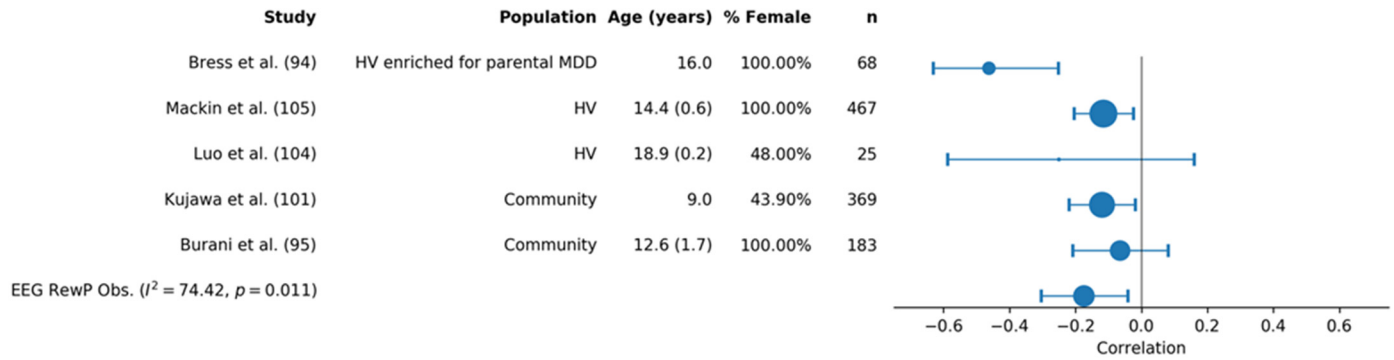 Study Population Age (years) % Female n
Bress et al. (94) HV enriched for parental MDD 16.0 100.00% 68
Mackin et al. (105) HV 14.4 (0.6) 100.00% 467
Luo et al. (104) HV 18.9 (0.2) 48.00% 25
Kujawa et al. (101) Community 9.0 43.90% 369
Burani et al. (95) Community 12.6 (1.7) 100.00% 183
EEG RewP Obs. (I² = 74.42, p = 0.011)
−0.6 −0.4 −0.2 0.0 0.2 0.4 0.6
Correlation